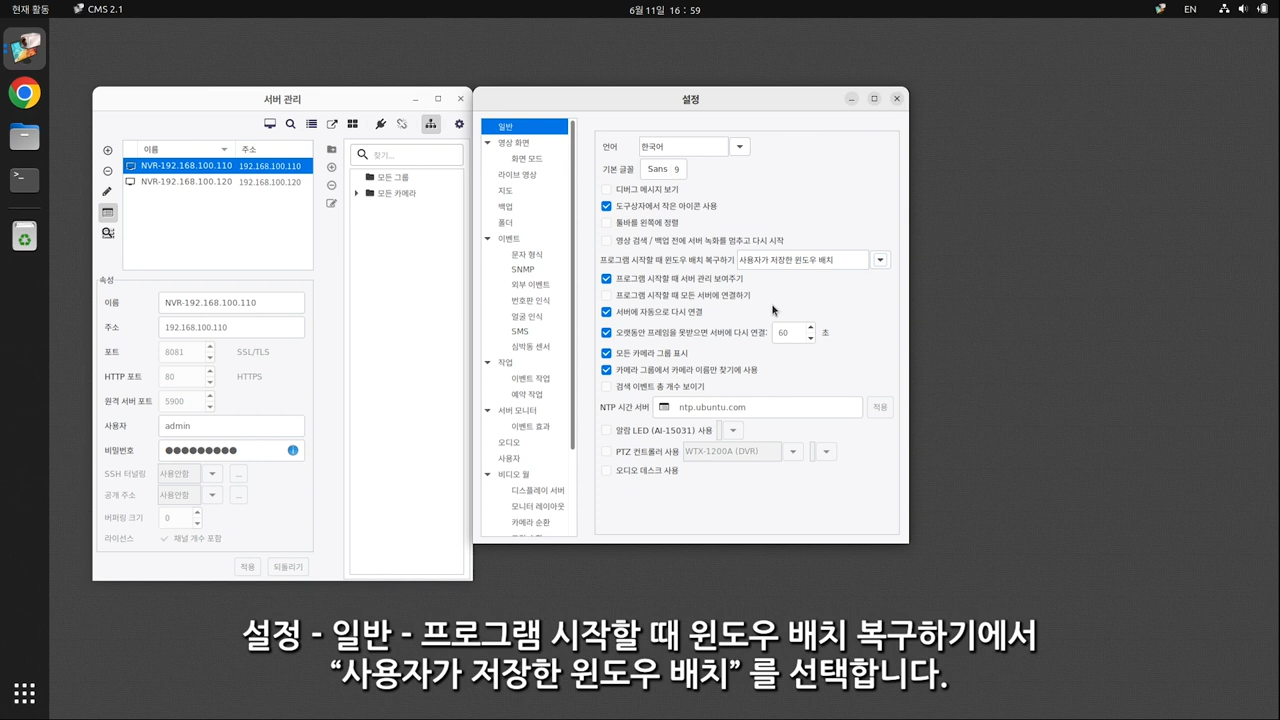 현재 활동
CMS 2.1
6월 11일 16 : 59
EN
서버 관리
이름
주소
NVR-192.168.100.110
192.168.100.110
NVR-192.168.100.120
192.168.100.120
찾기...
모든 그룹
모든 카메라
속성
이름
NVR-192.168.100.110
주소
192.168.100.110
포트
8081
SSL/TLS
HTTP 포트
80
HTTPS
원격 서버 포트
5900
사용자
admin
비밀번호
●●●●●●●●●
SSH 터널링
사용안함
...
공개 주소
사용안함
...
버퍼링 크기
0
라이선스
채널 개수 포함
적용
되돌리기
설정
일반
영상 화면
화면 모드
라이브 영상
지도
백업
폴더
이벤트
문자 형식
SNMP
외부 이벤트
번호판 인식
얼굴 인식
SMS
심박동 센서
작업
이벤트 작업
예약 작업
서버 모니터
이벤트 효과
오디오
사용자
비디오 월
디스플레이 서버
모니터 레이아웃
카메라 순환
언어
한국어
기본 글꼴
Sans 9
디버그 메시지 보기
도구상자에서 작은 아이콘 사용
툴바를 왼쪽에 정렬
영상 검색 / 백업 전에 서버 녹화를 멈추고 다시 시작
프로그램 시작할 때 윈도우 배치 복구하기
사용자가 저장한 윈도우 배치
프로그램 시작할 때 서버 관리 보여주기
프로그램 시작할 때 모든 서버에 연결하기
서버에 자동으로 다시 연결
오랫동안 프레임을 못받으면 서버에 다시 연결:
60
초
모든 카메라 그룹 표시
카메라 그룹에서 카메라 이름만 찾기에 사용
검색 이벤트 총 개수 보이기
NTP 시간 서버
ntp.ubuntu.com
적용
알람 LED (AI-15031) 사용
PTZ 컨트롤러 사용
WTX-1200A (DVR)
오디오 데스크 사용
설정 - 일반 - 프로그램 시작할 때 윈도우 배치 복구하기에서
“사용자가 저장한 윈도우 배치” 를 선택합니다.